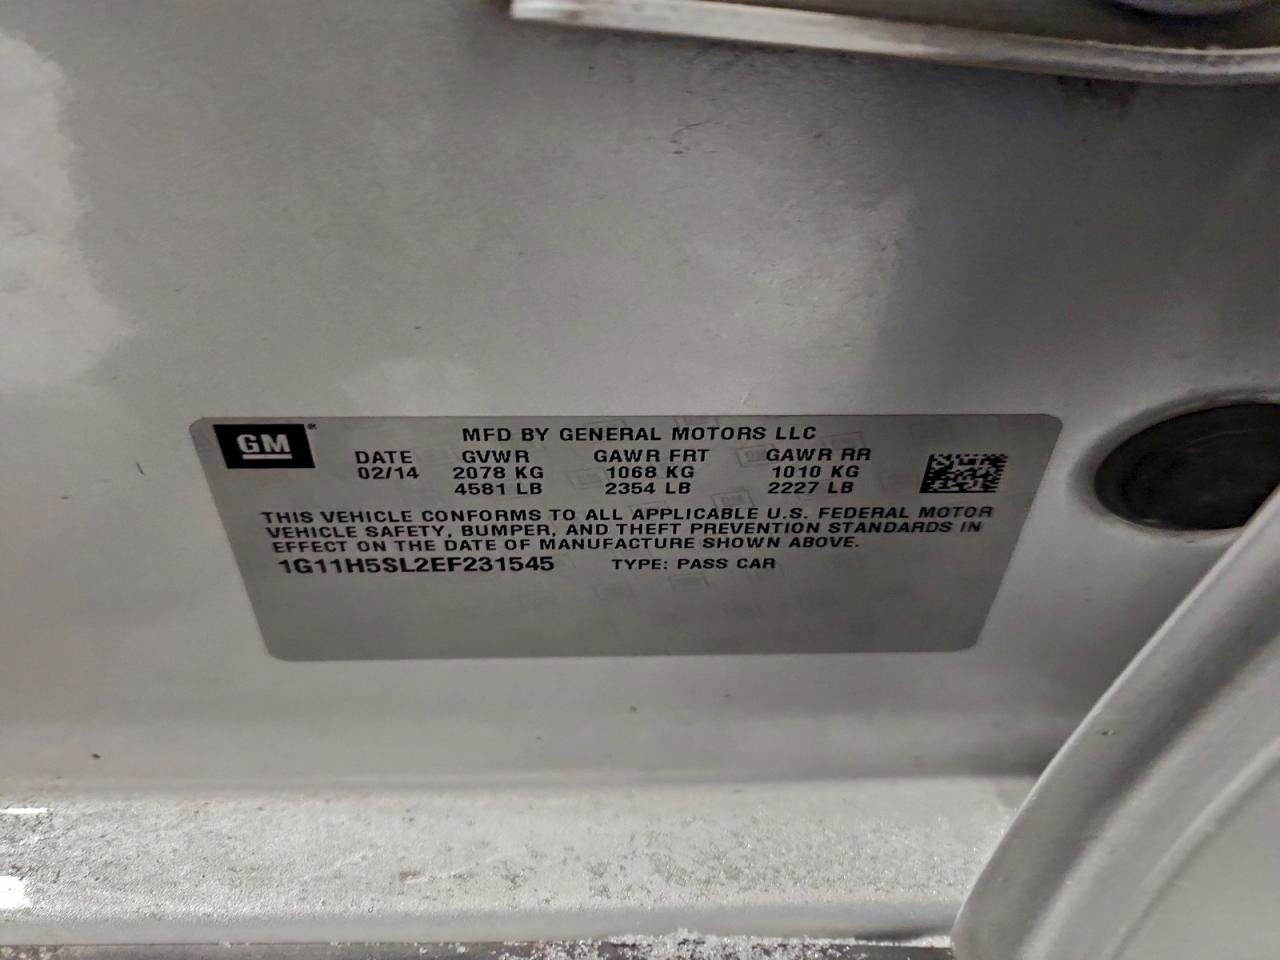 GM
MFD BY GENERAL MOTORS LLC
DATE GVWR GAWR FRT GAWR RR
02/14 2078 KG 1068 KG 1010 KG
4581 LB 2354 LB 2227 LB
THIS VEHICLE CONFORMS TO ALL APPLICABLE U.S. FEDERAL MOTOR
VEHICLE SAFETY, BUMPER, AND THEFT PREVENTION STANDARDS IN
EFFECT ON THE DATE OF MANUFACTURE SHOWN ABOVE.
1G11H5SL2EF231545 TYPE: PASS CAR